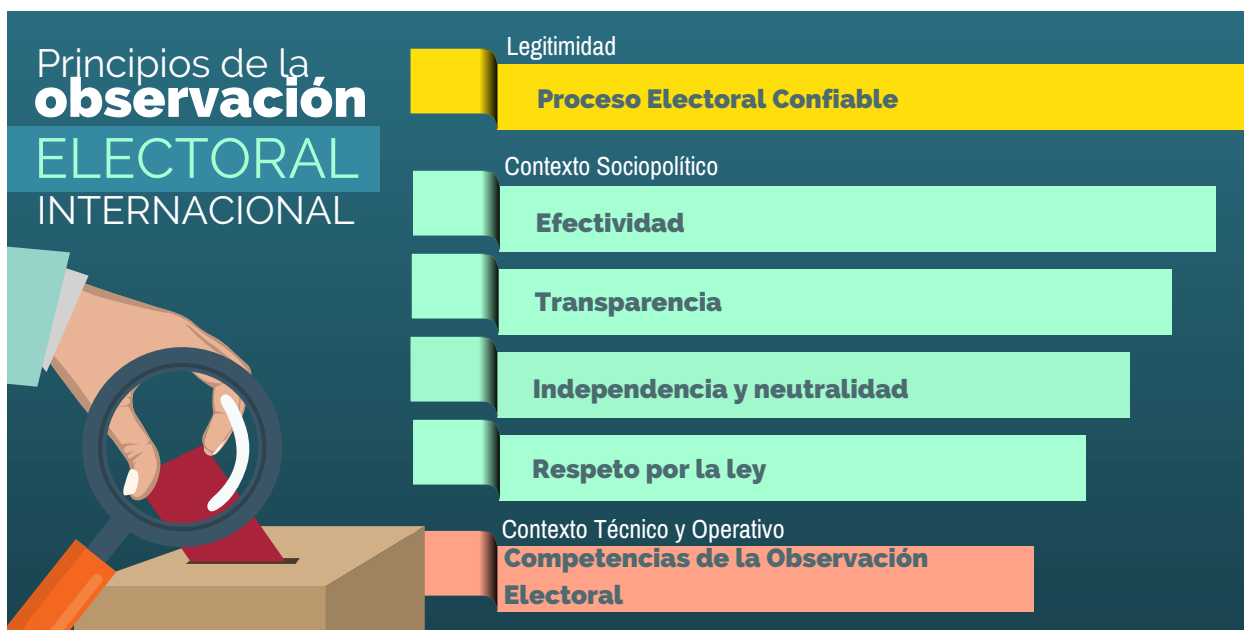 Principios de la
observación
ELECTORAL
INTERNACIONAL
Legitimidad
Proceso Electoral Confiable
Contexto Sociopolítico
Efectividad
Transparencia
Independencia y neutralidad
Respeto por la ley
Contexto Técnico y Operativo
Competencias de la Observación
Electoral